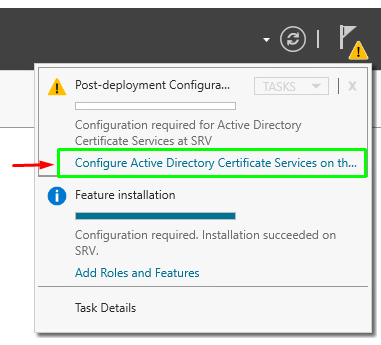 Post-deployment Configura...
TASKS
X
Configuration required for Active Directory
Certificate Services at SRV
Configure Active Directory Certificate Services on th...
Feature installation
Configuration required. Installation succeeded on
SRV.
Add Roles and Features
Task Details